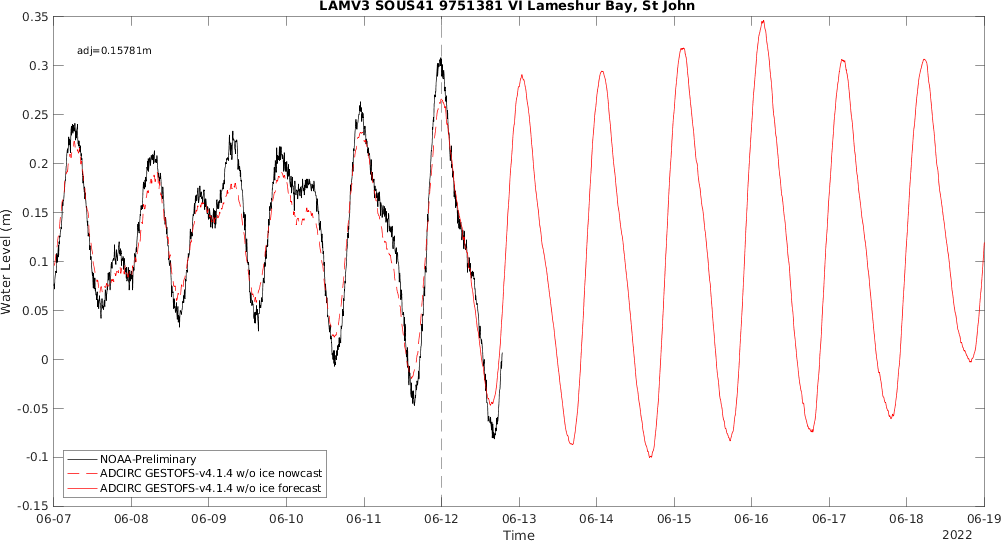 LAMV3 SOUS41 9751381 VI Lameshur Bay, St John
adj=0.15781m
0.35
0.3
0.25
0.2
0.15
0.1
0.05
0
-0.05
-0.1
-0.15
Water Level (m)
NOAA-Preliminary
ADCIRC GESTOFS-v4.1.4 w/o ice nowcast
ADCIRC GESTOFS-v4.1.4 w/o ice forecast
06-07 06-08 06-09 06-10 06-11 06-12 06-13 06-14 06-15 06-16 06-17 06-18 06-19
Time
2022